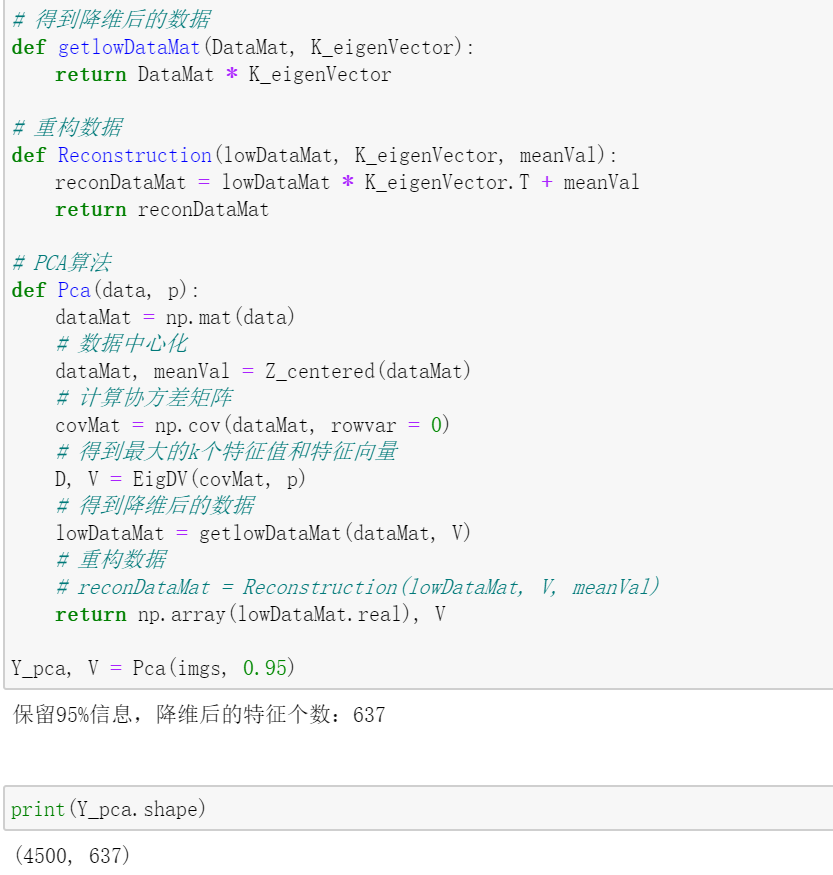 # 得到降维后的数据
def getlowDataMat(DataMat, K_eigenVector):
    return DataMat * K_eigenVector

# 重构数据
def Reconstruction(lowDataMat, K_eigenVector, meanVal):
    reconDataMat = lowDataMat * K_eigenVector.T + meanVal
    return reconDataMat

# PCA算法
def Pca(data, p):
    dataMat = np.mat(data)
    # 数据中心化
    dataMat, meanVal = Z_centered(dataMat)
    # 计算协方差矩阵
    covMat = np.cov(dataMat, rowvar = 0)
    # 得到最大的k个特征值和特征向量
    D, V = EigDV(covMat, p)
    # 得到降维后的数据
    lowDataMat = getlowDataMat(dataMat, V)
    # 重构数据
    # reconDataMat = Reconstruction(lowDataMat, V, meanVal)
    return np.array(lowDataMat.real), V

Y_pca, V = Pca(imgs, 0.95)
保留95%信息，降维后的特征个数：637
print(Y_pca.shape)
(4500, 637)